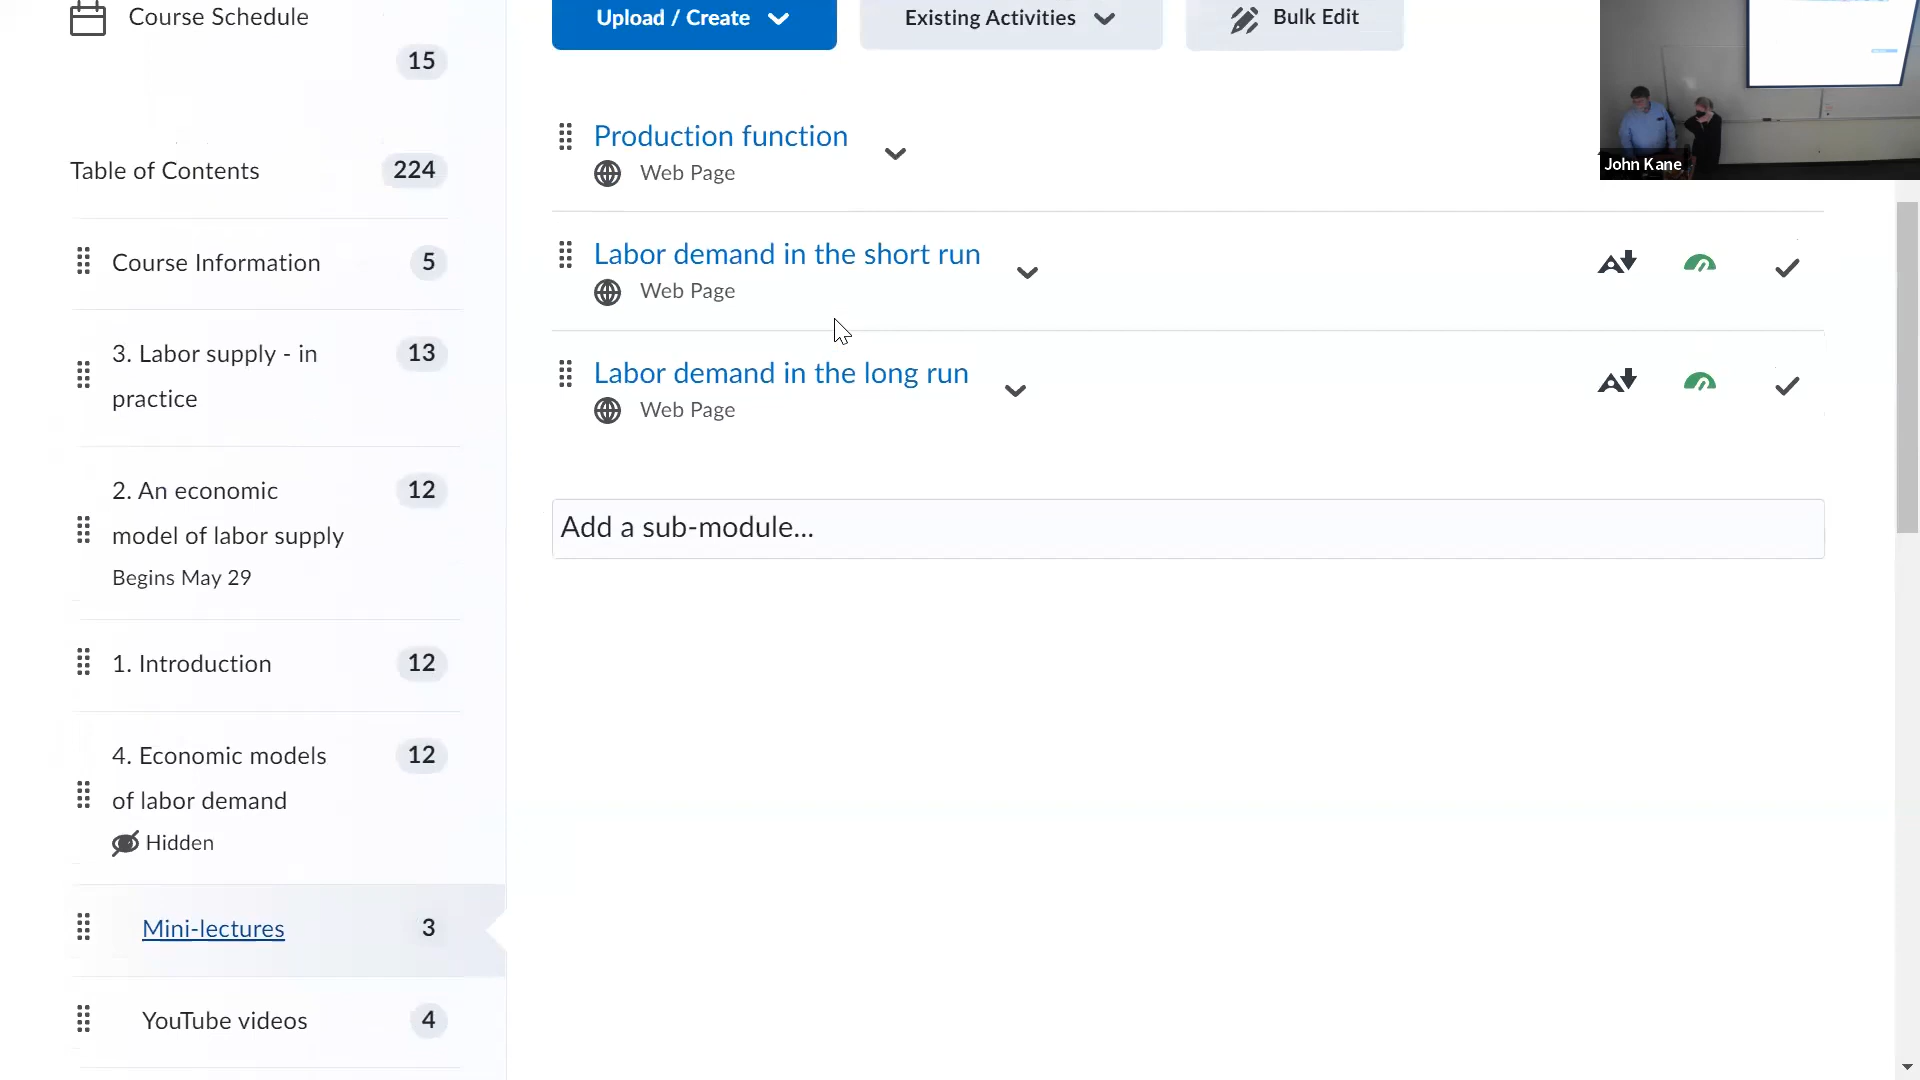 Course Schedule
15
Table of Contents
224
Course Information
5
3. Labor supply - in
practice
13
2. An economic
model of labor supply
Begins May 29
12
1. Introduction
12
4. Economic models
of labor demand
Hidden
12
Mini-lectures
3
YouTube videos
4
Upload / Create
Existing Activities
Bulk Edit
Production function
Web Page
Labor demand in the short run
Web Page
Labor demand in the long run
Web Page
Add a sub-module...
John Kane